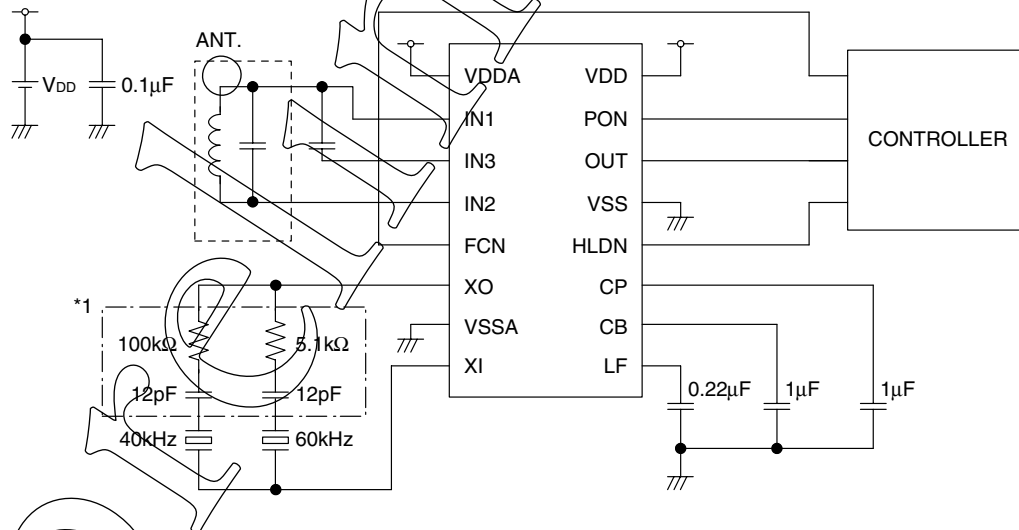 ANT.
VDD
0.1μF
VDDA
IN1
IN3
IN2
FCN
XO
VSSA
XI
VDD
PON
OUT
VSS
HLDN
CP
CB
LF
CONTROLLER
*1
100kΩ
5.1kΩ
12pF
12pF
40kHz
60kHz
0.22μF
1μF
1μF